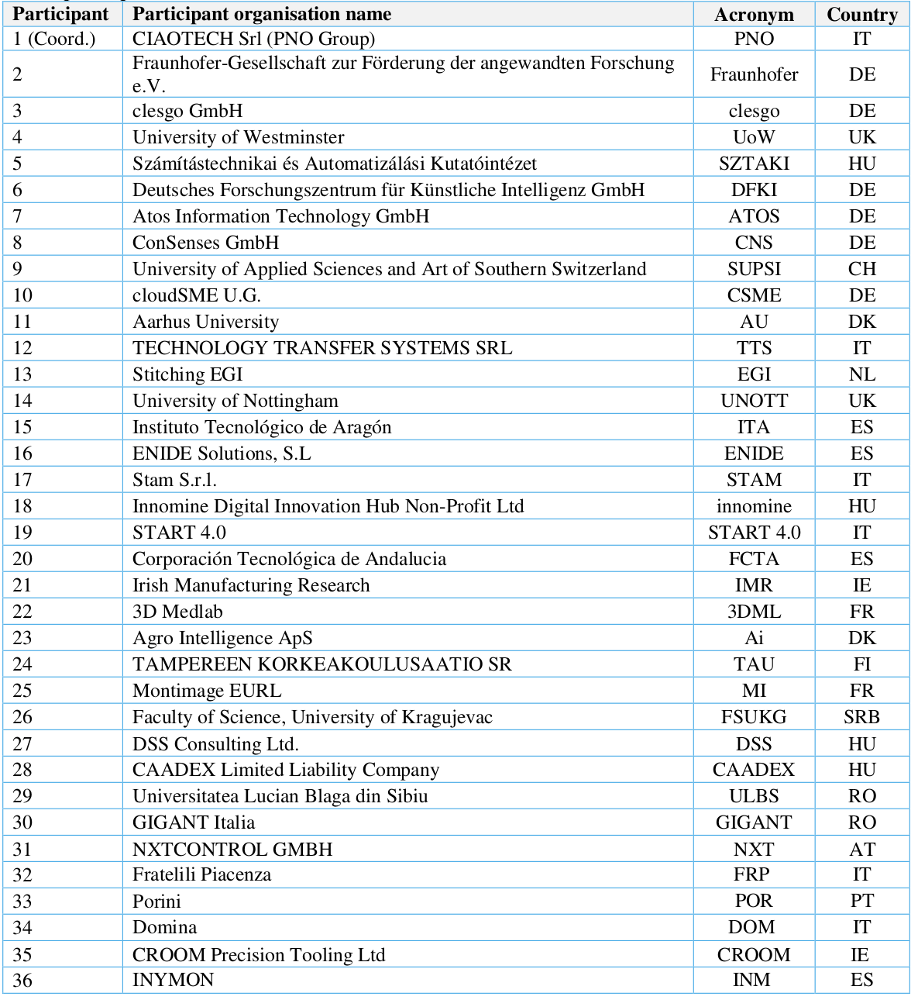 Participant Participant organisation name Acronym Country
1 (Coord.) CIAOTECH Srl (PNO Group) PNO IT
2 Fraunhofer-Gesellschaft zur Förderung der angewandten Forschung
e.V. Fraunhofer DE
3 clesgo GmbH clesgo DE
4 University of Westminster UoW UK
5 Számítástechnikai és Automatizálási Kutatóintézet SZTAKI HU
6 Deutsches Forschungszentrum für Künstliche Intelligenz GmbH DFKI DE
7 Atos Information Technology GmbH ATOS DE
8 ConSenses GmbH CNS DE
9 University of Applied Sciences and Art of Southern Switzerland SUPSI CH
10 cloudSME U.G. CSME DE
11 Aarhus University AU DK
12 TECHNOLOGY TRANSFER SYSTEMS SRL TTS IT
13 Stitching EGI EGI NL
14 University of Nottingham UNOTT UK
15 Instituto Tecnológico de Aragón ITA ES
16 ENIDE Solutions, S.L ENIDE ES
17 Stam S.r.l. STAM IT
18 Innomine Digital Innovation Hub Non-Profit Ltd innomine HU
19 START 4.0 START 4.0 IT
20 Corporación Tecnológica de Andalucia FCTA ES
21 Irish Manufacturing Research IMR IE
22 3D Medlab 3DML FR
23 Agro Intelligence ApS Ai DK
24 TAMPEREEN KORKEAKOULUSAATIO SR TAU FI
25 Montimage EURL MI FR
26 Faculty of Science, University of Kragujevac FSUKG SRB
27 DSS Consulting Ltd. DSS HU
28 CAADEX Limited Liability Company CAADEX HU
29 Universitatea Lucian Blaga din Sibiu ULBS RO
30 GIGANT Italia GIGANT RO
31 NXTCONTROL GMBH NXT AT
32 Fratelili Piacenza FRP IT
33 Porini POR PT
34 Domina DOM IT
35 CROOM Precision Tooling Ltd CROOM IE
36 INYMON INM ES